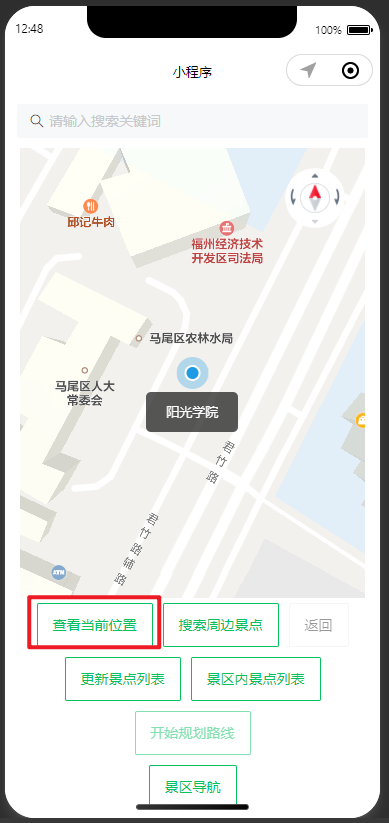 12:48
100%
小程序
请输入搜索关键词
邱记牛肉
福州经济技术
开发区司法局
马尾区农林水局
马尾区人大
常委会
阳光学院
君竹路
君竹路辅路
ATM
查看当前位置
搜索周边景点
返回
更新景点列表
景区内景点列表
开始规划路线
景区导航